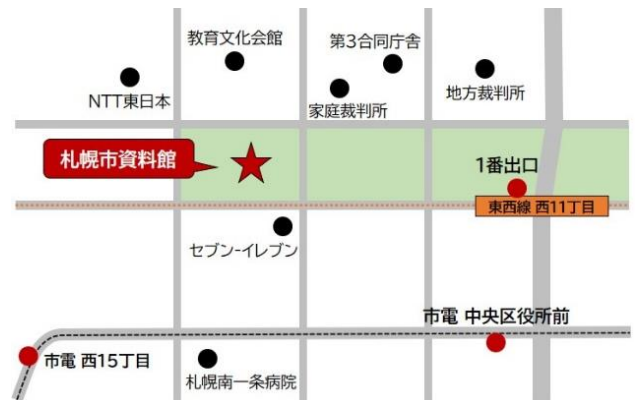 教育文化会館
第3合同庁舎
NTT東日本
家庭裁判所
地方裁判所
札幌市資料館
1番出口
東西線 西11丁目
セブン-イレブン
市電 中央区役所前
市電 西15丁目
札幌南一条病院